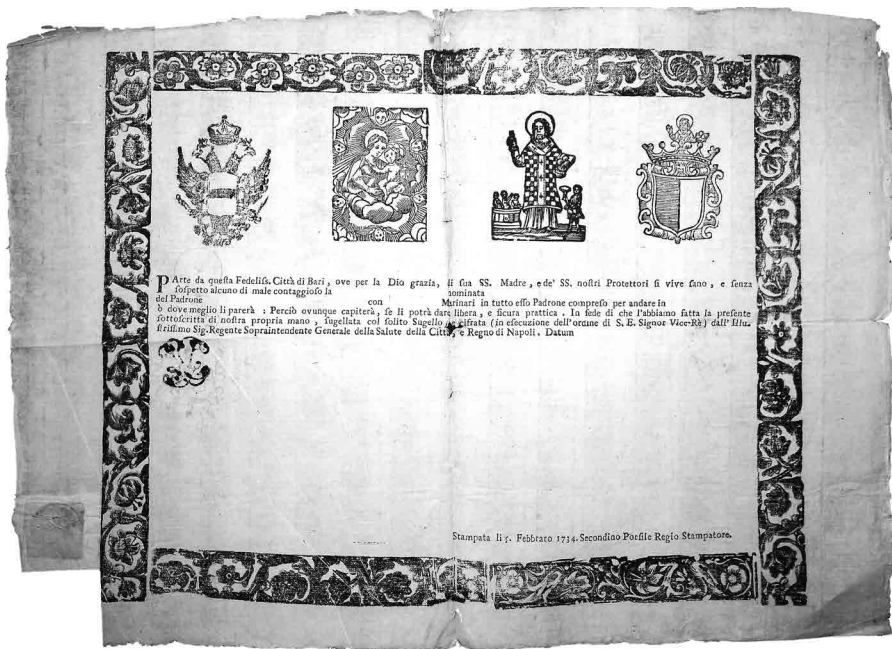 PArte da queſta Fedeliſs. Città di Bari, ove per la Dio grazia, di ſua SS. Madre, e de' SS. noſtri Protettori ſi vive ſano, e ſenza
ſoſpetto alcuno di male contaggioſo la nominata
del Padrone con Marinari in tutto eſſo Padrone compreſo per andare in
ò dove meglio li parerà : Perciò ovunque capiterà, ſe li potrà dare libera, e ſicura prattica. In fede di che l'abbiamo fatta la preſente
ſottoſcritta di noſtra propria mano, ſugellata col ſolito Sugello cifrata (in eſecuzione dell'ordine di S. E. Signor Vice-Rè) dall' Illu-
ſtriſſimo Sig. Regente Sopraintendente Generale della Salute della Città, e Regno di Napoli. Datum
Stampata li 5. Febbraro 1734. Secondino Porſile Regio Stampatore.